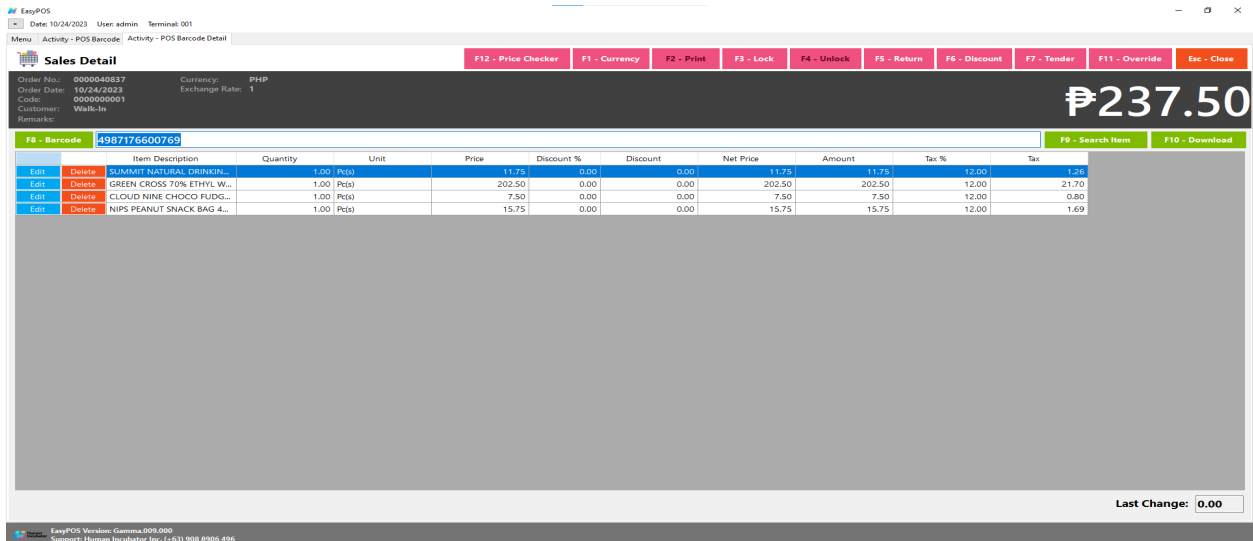 EasyPOS
Date: 10/24/2023 User: admin Terminal: 001
Menu Activity - POS Barcode Activity - POS Barcode Detail
Sales Detail F12 - Price Checker F1 - Currency F2 - Print F3 - Lock F4 - Unlock F5 - Return F6 - Discount F7 - Tender F11 - Override Esc - Close
Order No.: 0000040837 Currency: PHP
Order Date: 10/24/2023 Exchange Rate: 1
Code: 0000000001
Customer: Walk-In
Remarks:
₱237.50
F8 - Barcode 4987176600769 F9 - Search Item F10 - Download
Item Description Quantity Unit Price Discount % Discount Net Price Amount Tax % Tax
Edit Delete SUMMIT NATURAL DRINKIN... 1.00 Pc(s) 11.75 0.00 0.00 11.75 11.75 12.00 1.26
Edit Delete GREEN CROSS 70% ETHYL W... 1.00 Pc(s) 202.50 0.00 0.00 202.50 202.50 12.00 21.70
Edit Delete CLOUD NINE CHOCO FUDG... 1.00 Pc(s) 7.50 0.00 0.00 7.50 7.50 12.00 0.80
Edit Delete NIPS PEANUT SNACK BAG 4... 1.00 Pc(s) 15.75 0.00 0.00 15.75 15.75 12.00 1.69
Last Change: 0.00
EasyPOS Version: Gamma.009.000
Support: Human Incubator Inc. (+63) 908 8906 496